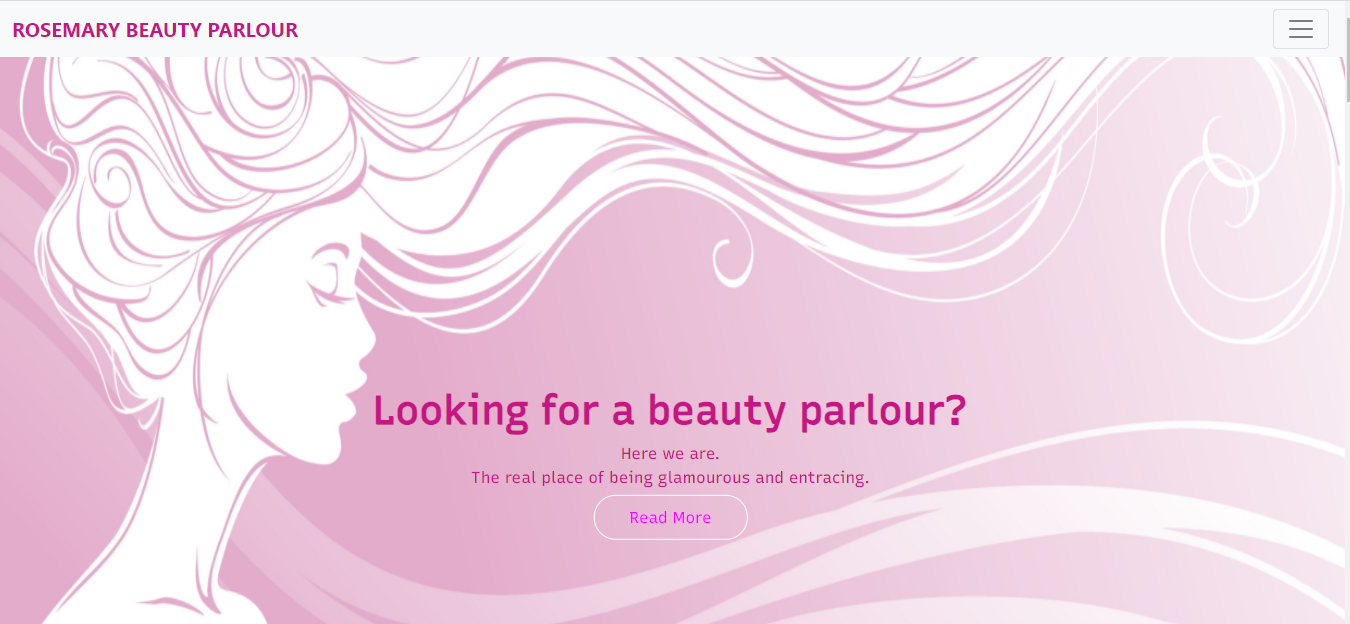 ROSEMARY BEAUTY PARLOUR
Looking for a beauty parlour?
Here we are.
The real place of being glamourous and entracing.
Read More